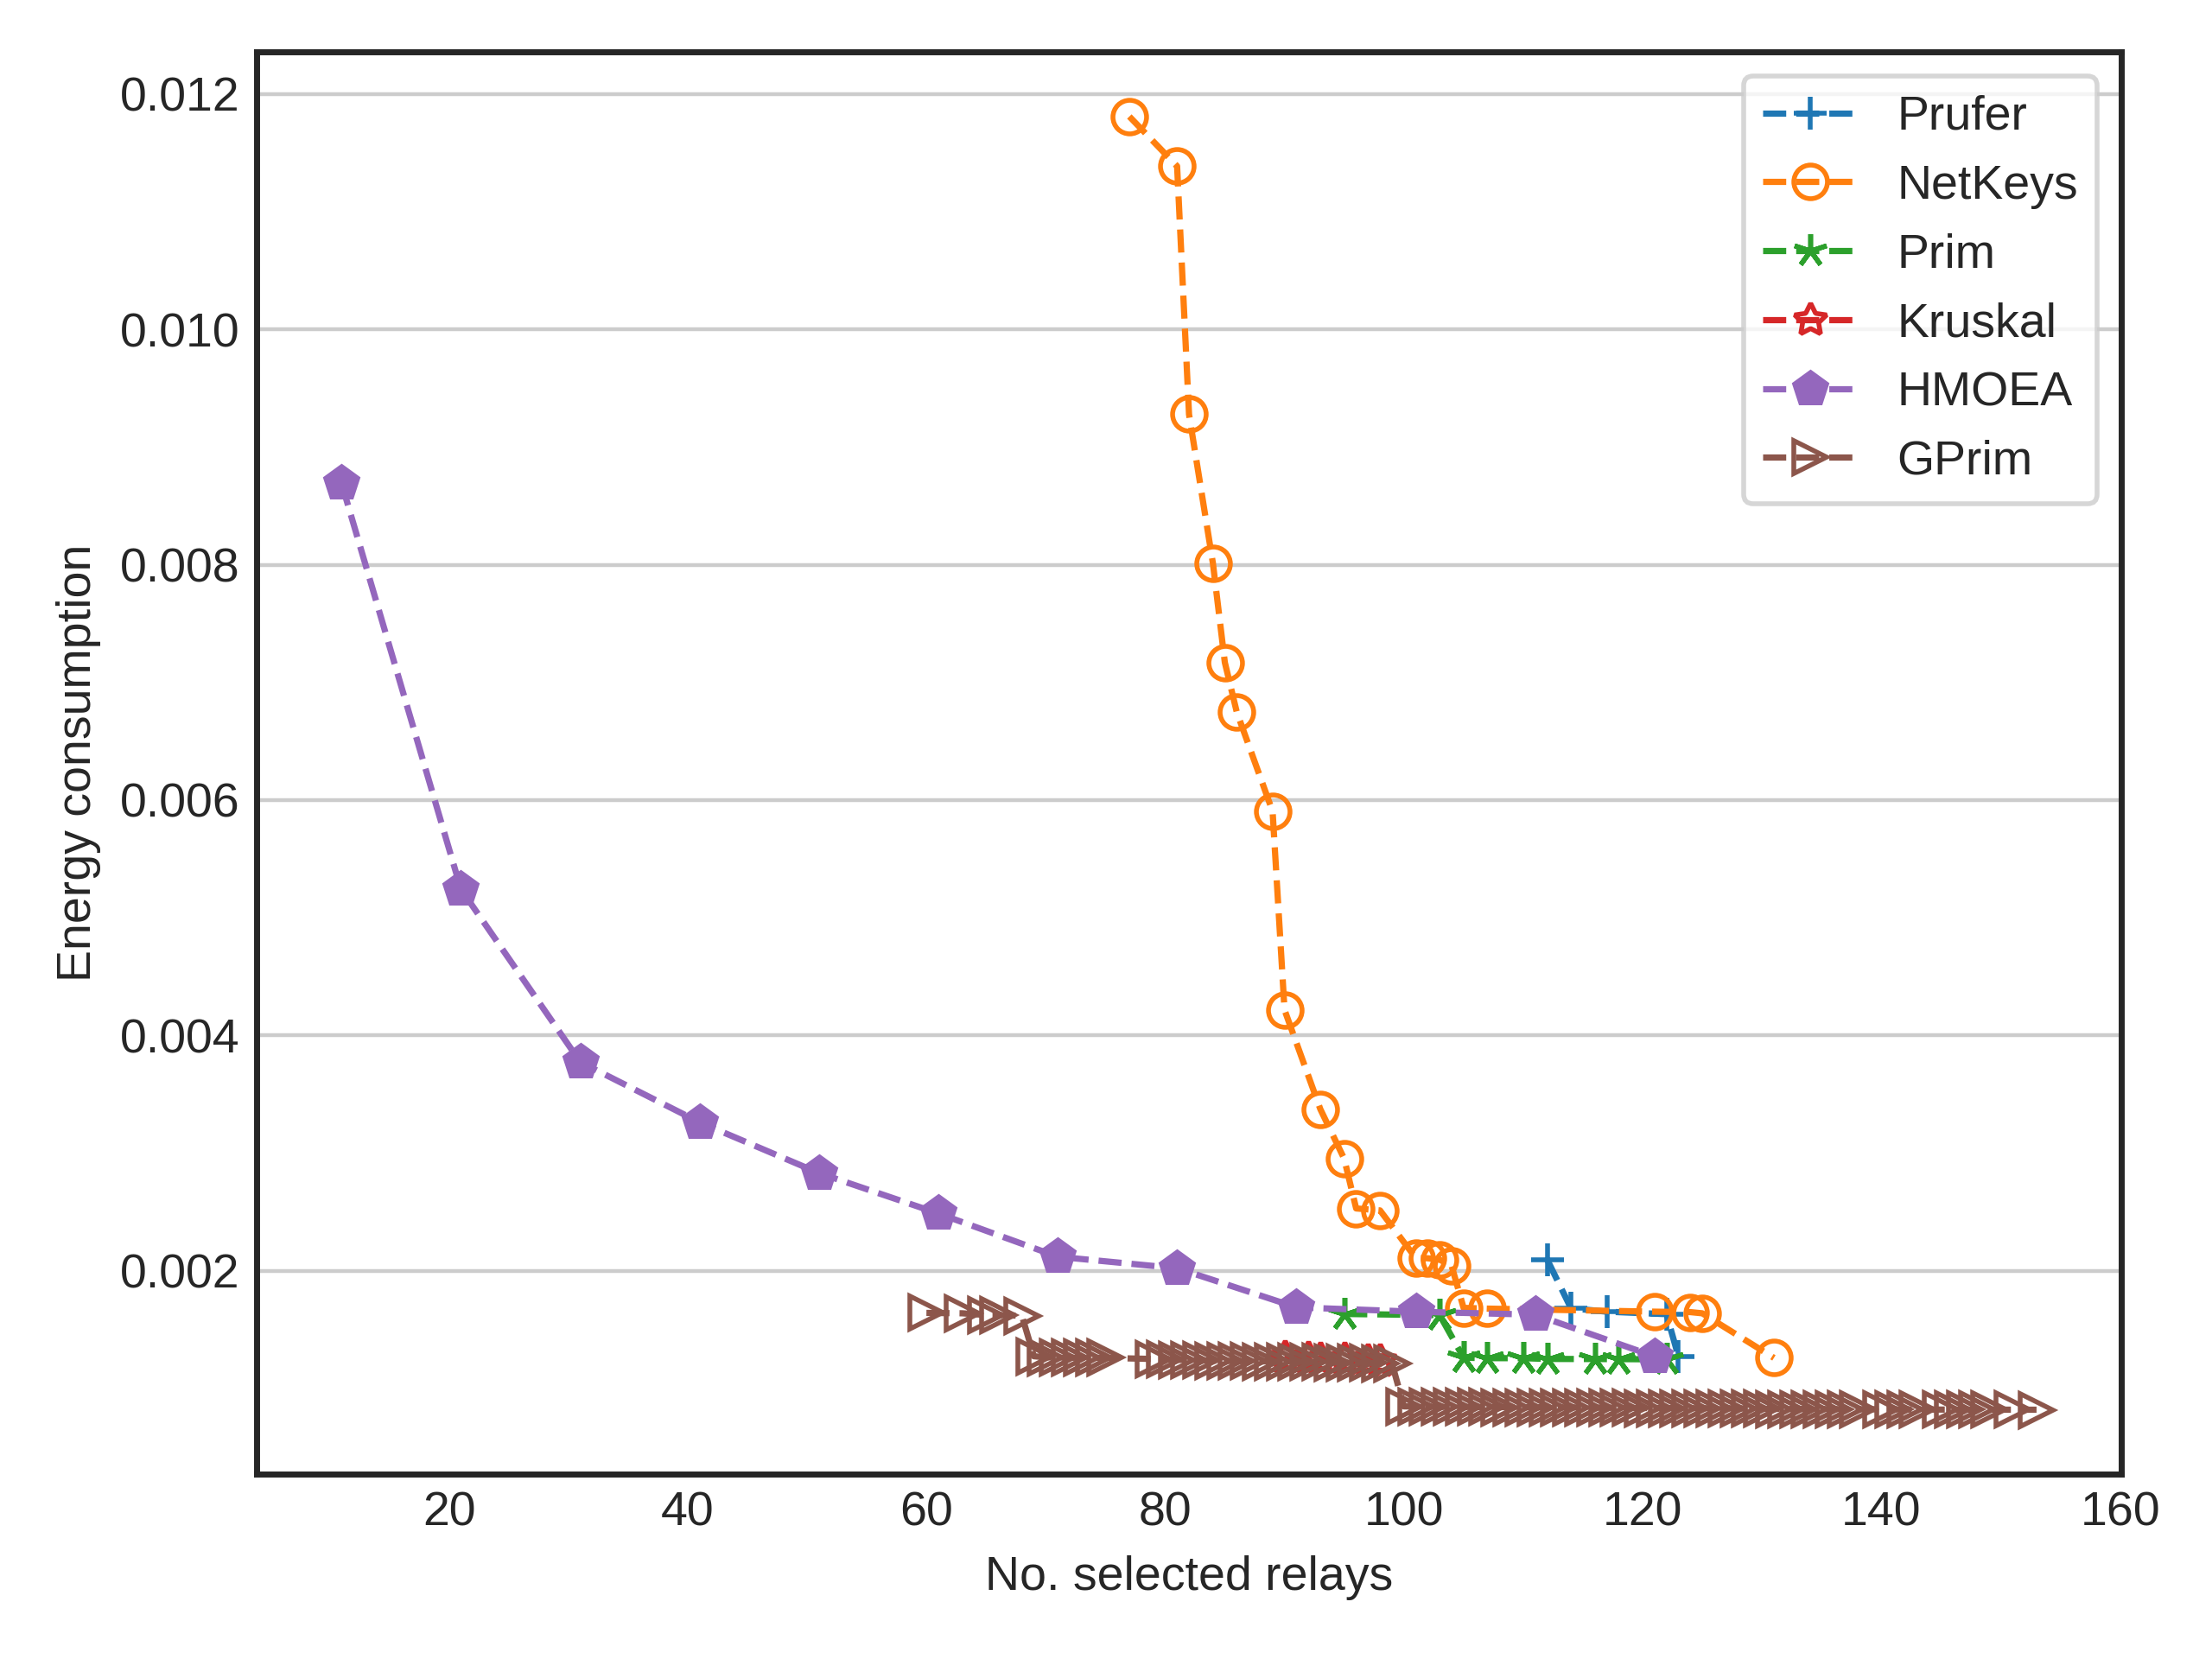 0.012
0.010
0.008
0.006
0.004
0.002
Energy consumption
20 40 60 80 100 120 140 160
No. selected relays
Prufer
NetKeys
Prim
Kruskal
HMOEA
GPrim